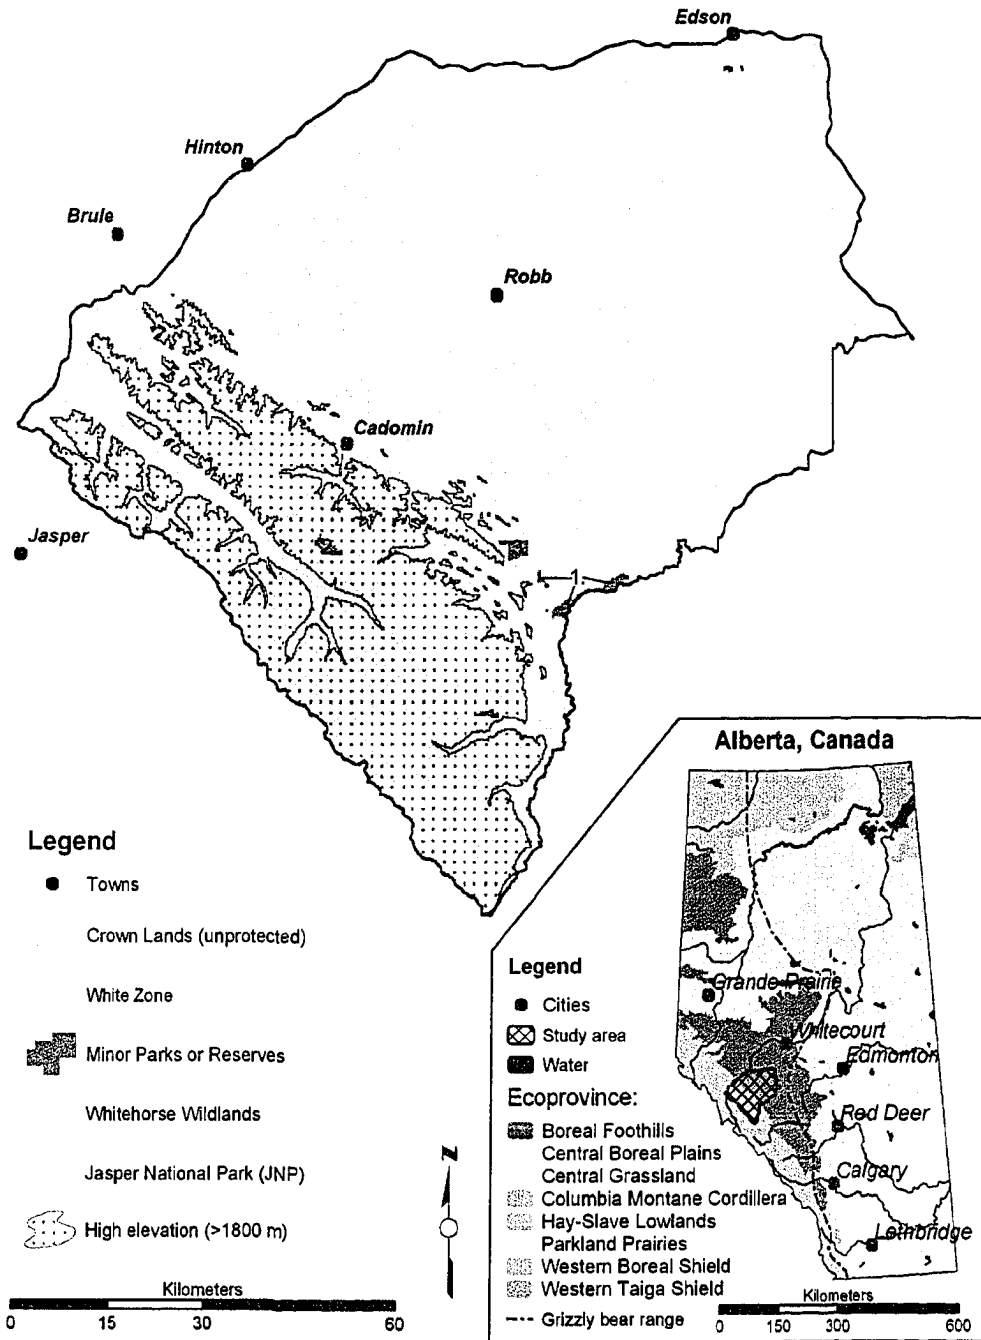 Edson
Hinton
Brule
Robb
Cadomin
Jasper
1
Legend
Towns
Crown Lands (unprotected)
White Zone
Minor Parks or Reserves
Whitehorse Wildlands
Jasper National Park (JNP)
High elevation (>1800 m)
Kilometers
0 15 30 60
N
Alberta, Canada
Grande Prairie
Whitecourt
Edmonton
Red Deer
Calgary
Lethbridge
Legend
Cities
Study area
Water
Ecoprovince:
Boreal Foothills
Central Boreal Plains
Central Grassland
Columbia Montane Cordillera
Hay-Slave Lowlands
Parkland Prairies
Western Boreal Shield
Western Taiga Shield
Grizzly bear range
Kilometers
0 150 300 600